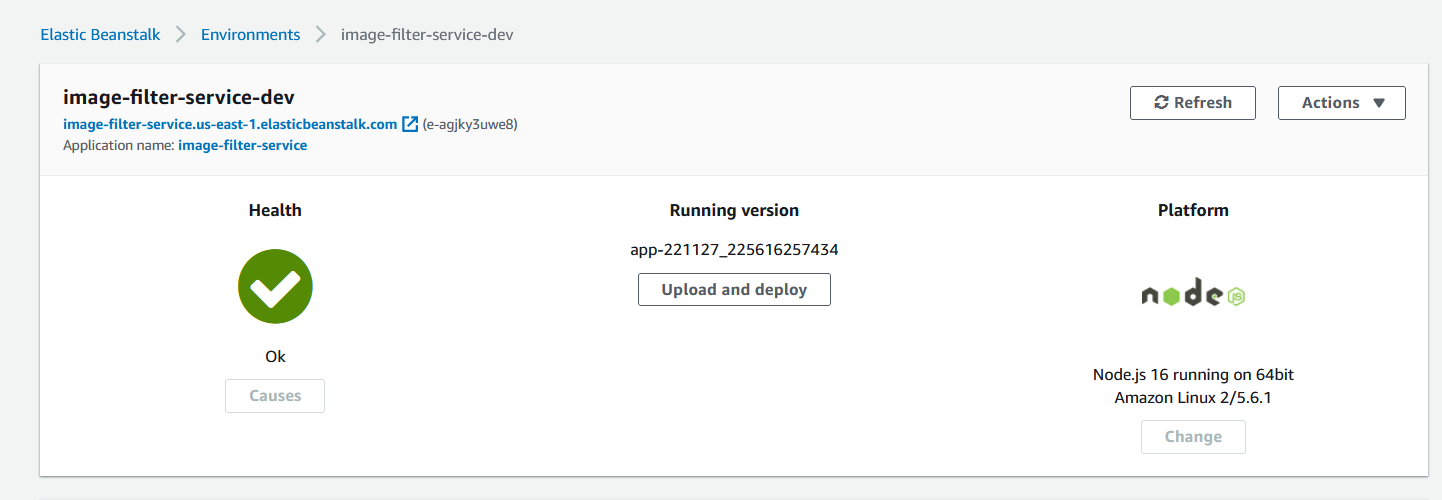 Elastic Beanstalk > Environments > image-filter-service-dev
image-filter-service-dev
Refresh
Actions
image-filter-service.us-east-1.elasticbeanstalk.com (e-agjky3uwe8)
Application name: image-filter-service
Health
Running version
Platform
app-221127_225616257434
Upload and deploy
node
JS
Ok
Causes
Node.js 16 running on 64bit
Amazon Linux 2/5.6.1
Change